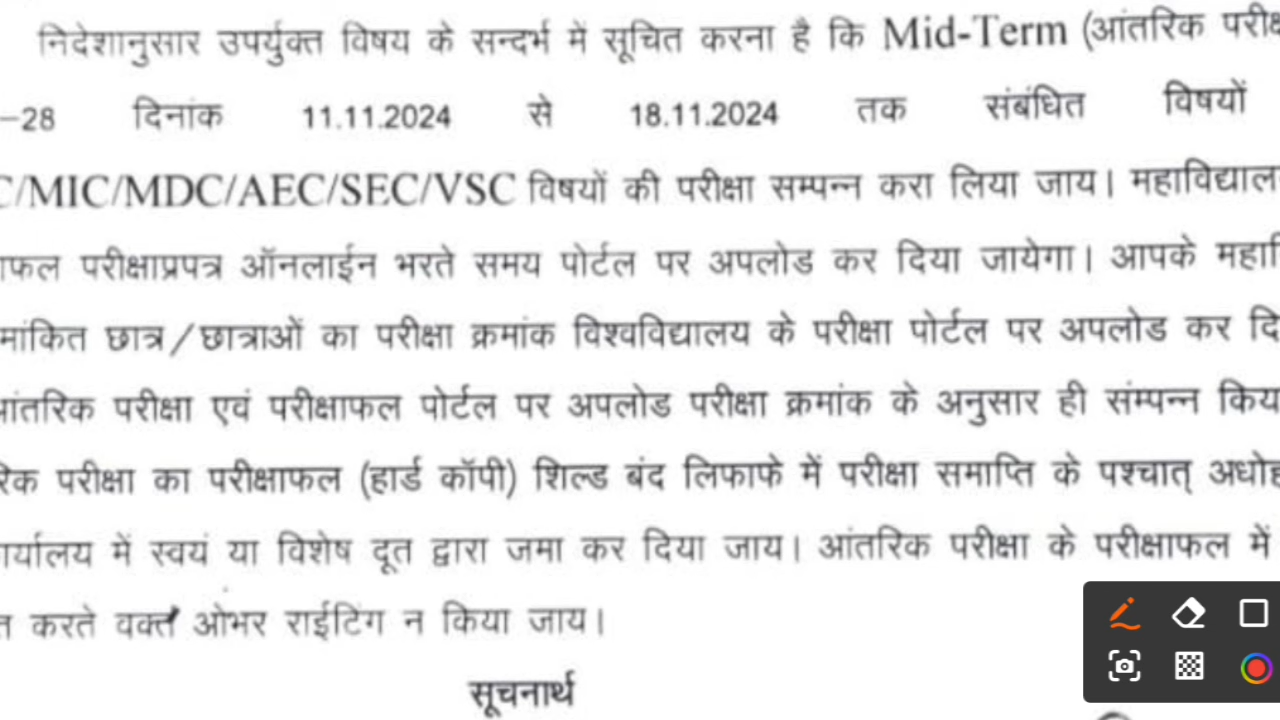 निदेशानुसार उपर्युक्त विषय के सन्दर्भ में सूचित करना है कि Mid-Term (आंतरिक परीक्ष
–28 दिनांक 11.11.2024 से 18.11.2024 तक संबंधित विषयों
C/MIC/MDC/AEC/SEC/VSC विषयों की परीक्षा सम्पन्न करा लिया जाय। महाविद्याल
ाफल परीक्षाप्रपत्र ऑनलाईन भरते समय पोर्टल पर अपलोड कर दिया जायेगा। आपके महावि
मांकित छात्र/छात्राओं का परीक्षा क्रमांक विश्वविद्यालय के परीक्षा पोर्टल पर अपलोड कर दि
आंतरिक परीक्षा एवं परीक्षाफल पोर्टल पर अपलोड परीक्षा क्रमांक के अनुसार ही संम्पन्न किय
रिक परीक्षा का परीक्षाफल (हार्ड कॉपी) शिल्ड बंद लिफाफे में परीक्षा समाप्ति के पश्चात् अधोह
ार्यालय में स्वयं या विशेष दूत द्वारा जमा कर दिया जाय। आंतरिक परीक्षा के परीक्षाफल में
त करते वक्त ओभर राईटिंग न किया जाय।
सूचनार्थ